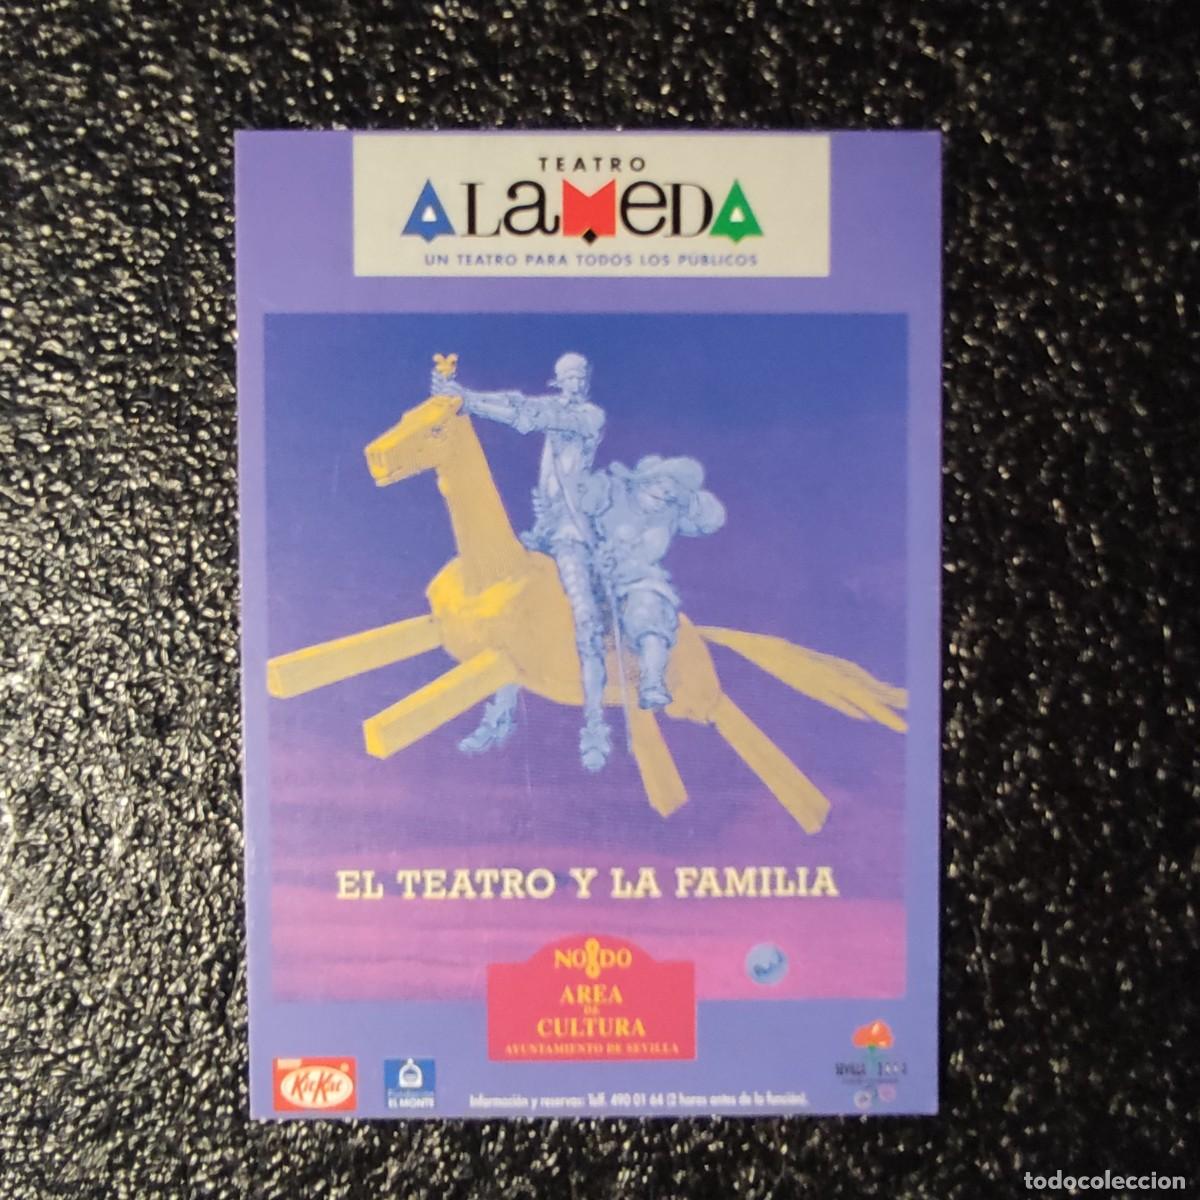 TEATRO
ALAMEDA
UN TEATRO PARA TODOS LOS PÚBLICOS
EL TEATRO Y LA FAMILIA
NO8DO
AREA
DE
CULTURA
AYUNTAMIENTO DE SEVILLA
KitKat
EL MONTE
Información y reservas: Telf. 490 01 64 (2 horas antes de la función).
SEVILLA
todocoleccion